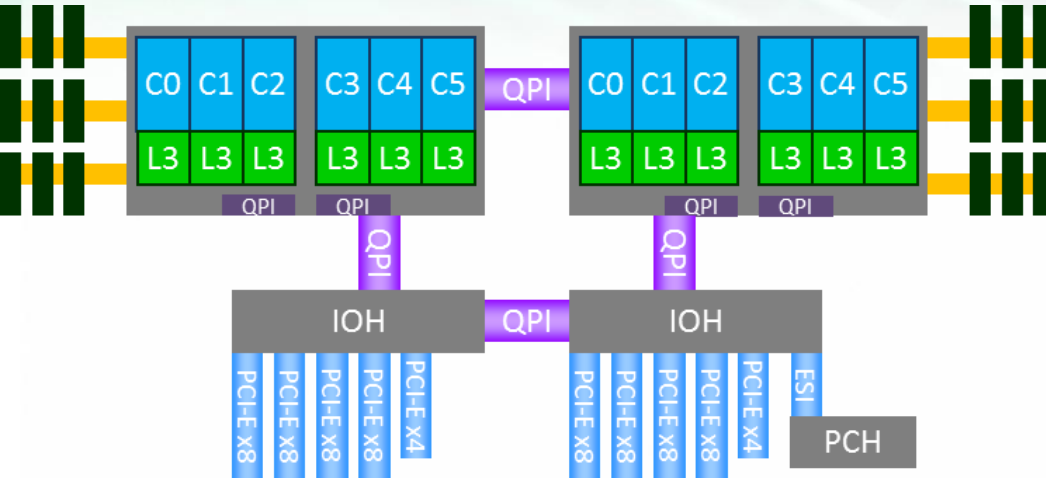 C0 C1 C2 C3 C4 C5 QPI C0 C1 C2 C3 C4 C5
L3 L3 L3 L3 L3 L3 L3 L3 L3 L3 L3 L3
QPI QPI QPI QPI
QPI QPI
IOH QPI IOH
PCI-E x8 PCI-E x8 PCI-E x8 PCI-E x8 PCI-E x4 PCI-E x8 PCI-E x8 PCI-E x8 PCI-E x8 PCI-E x4 ESI
PCH